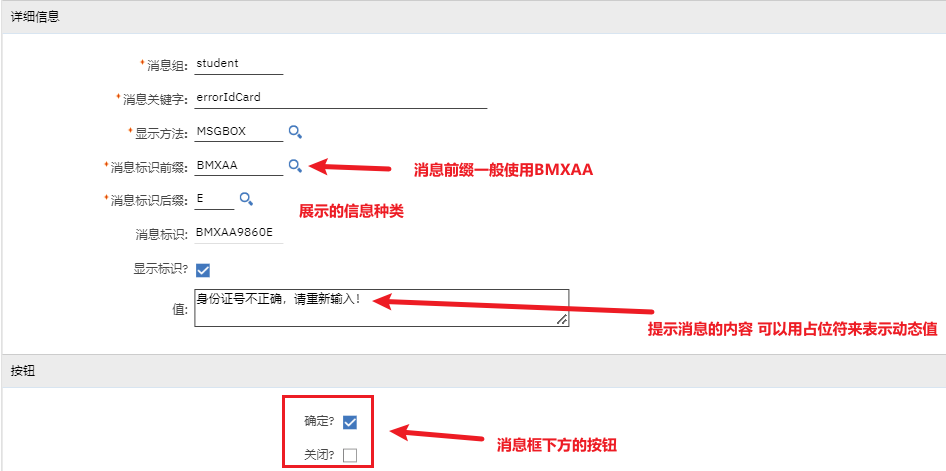 详细信息
*消息组: student
*消息关键字: errorIdCard
*显示方法: MSGBOX
*消息标识前缀: BMXAA
消息前缀一般使用BMXAA
*消息标识后缀: E
展示的信息种类
消息标识: BMXAA9860E
显示标识?
值: 身份证号不正确，请重新输入！
提示消息的内容 可以用占位符来表示动态值
按钮
确定?
关闭?
消息框下方的按钮